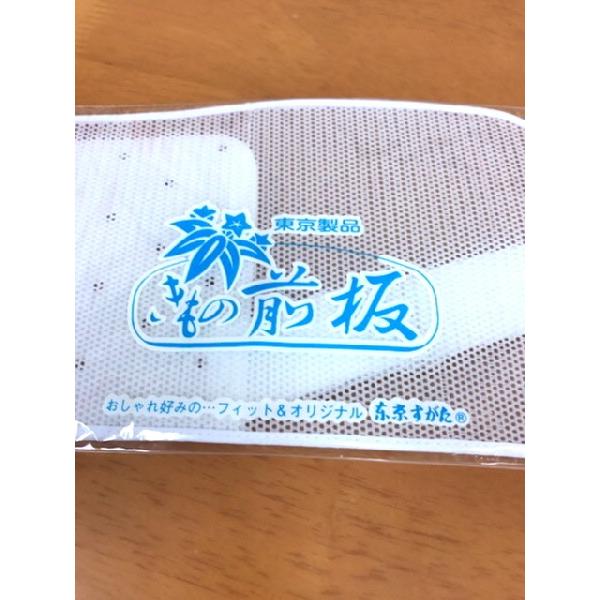 東京製品
きもの前板
おしゃれ好みの…フィット&オリジナル 东京すがた®